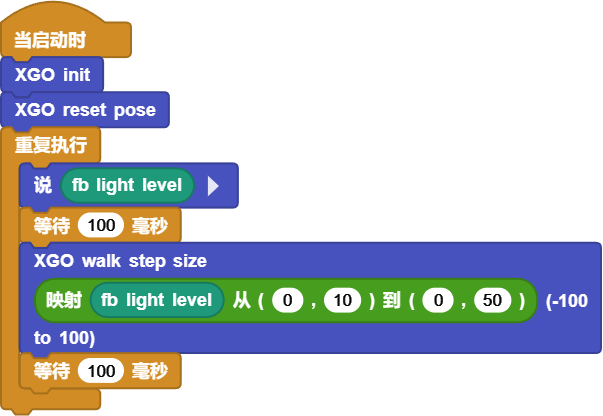 当启动时
XGO init
XGO reset pose
重复执行
说 fb light level
等待 100 毫秒
XGO walk step size
映射 fb light level 从 ( 0 , 10 ) 到 ( 0 , 50 ) (-100
to 100)
等待 100 毫秒